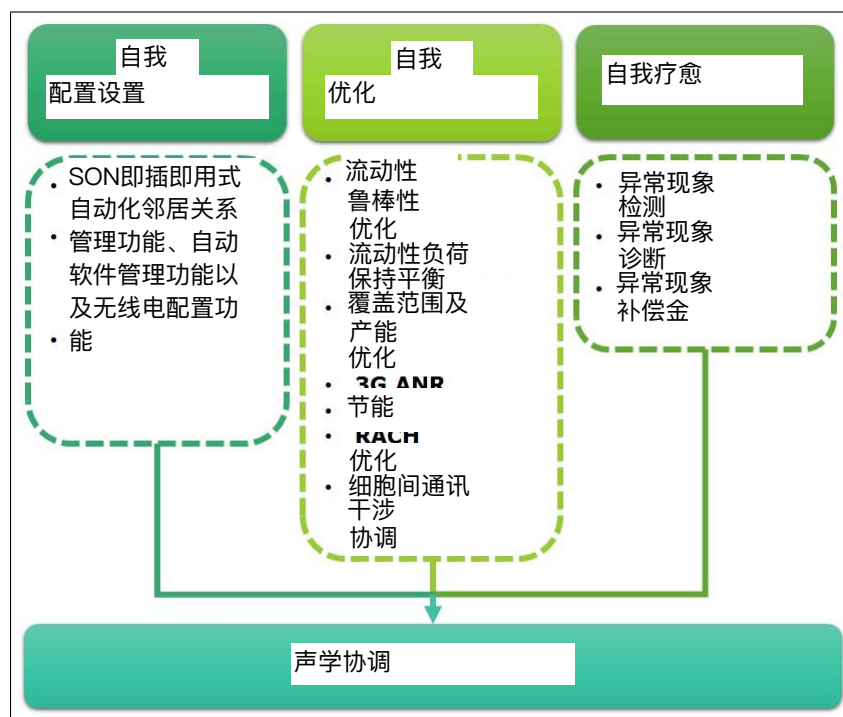 自我
配置设置
自我
优化
自我疗愈
• SON即插即用式
自动化邻居关系
• 管理功能、自动
软件管理功能以
及无线电配置功
• 能
• 流动性
鲁棒性
优化
• 流动性负荷
保持平衡
• 覆盖范围及
产能
优化
• 3G ANR
• 节能
• RACH
优化
• 细胞间通讯
干涉
协调
• 异常现象
检测
• 异常现象
诊断
• 异常现象
补偿金
声学协调